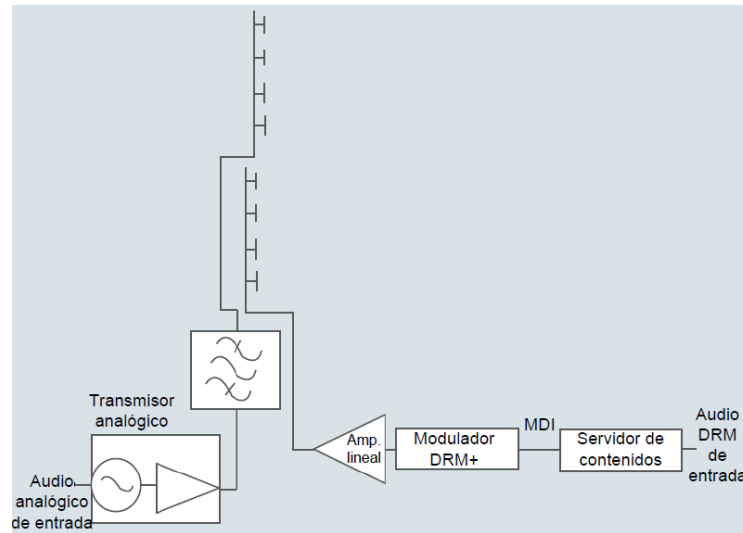 Transmisor
analógico
Audio
analógico
de entrada
Amp.
lineal
Modulador
DRM+
MDI
Servidor de
contenidos
Audio
DRM
de
entrada